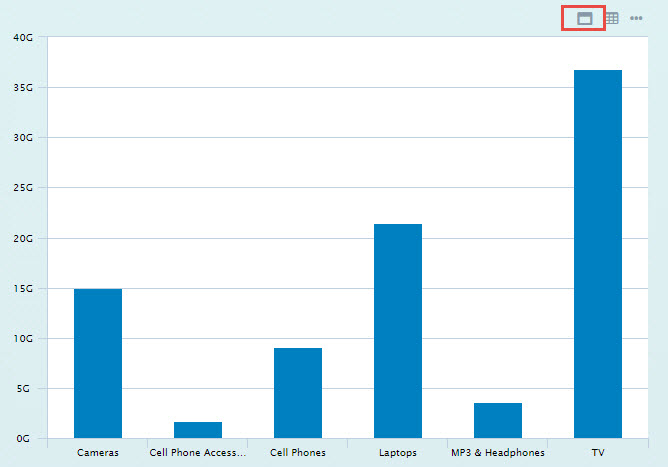 40G
35G
30G
25G
20G
15G
10G
5G
0G
Cameras Cell Phone Access... Cell Phones Laptops MP3 & Headphones TV